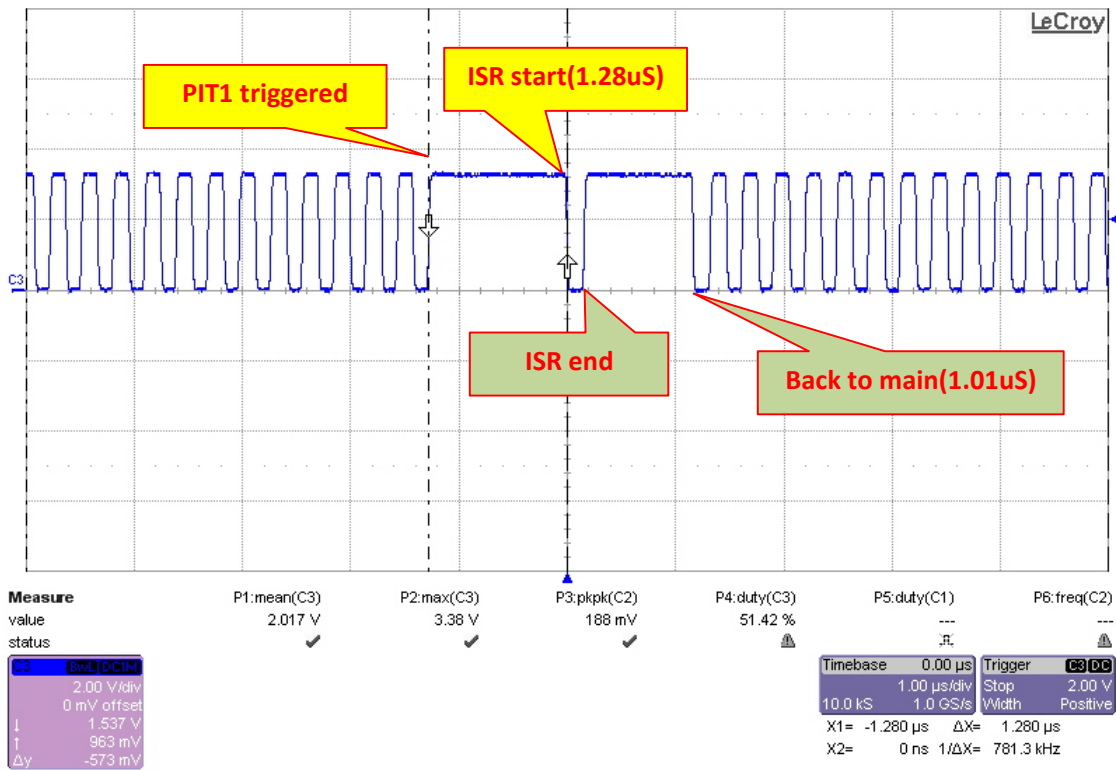 LeCroy
PIT1 triggered
ISR start(1.28uS)
C3
ISR end
Back to main(1.01uS)
Measure P1:mean(C3) P2:max(C3) P3:pkpk(C2) P4:duty(C3) P5:duty(C1) P6:freq(C2)
value 2.017 V 3.38 V 188 mV 51.42 % --- ---
status
C3 BwL DC1M
2.00 V/div
0 mV offset
↓ 1.537 V
↑ 963 mV
Δy -573 mV
Timebase 0.00 µs
1.00 µs/div
10.0 kS 1.0 GS/s
Trigger C3 DC
Stop 2.00 V
Width Positive
X1= -1.280 µs ΔX= 1.280 µs
X2= 0 ns 1/ΔX= 781.3 kHz